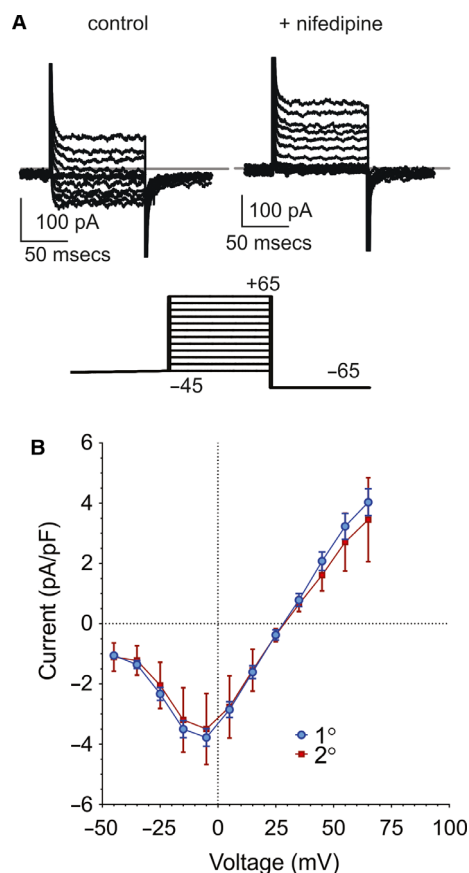 A
control
+ nifedipine
100 pA
50 msecs
100 pA
50 msecs
+65
−45
−65
B
6
4
2
0
−2
−4
−6
Current (pA/pF)
1°
2°
−50
−25
0
25
50
75
100
Voltage (mV)